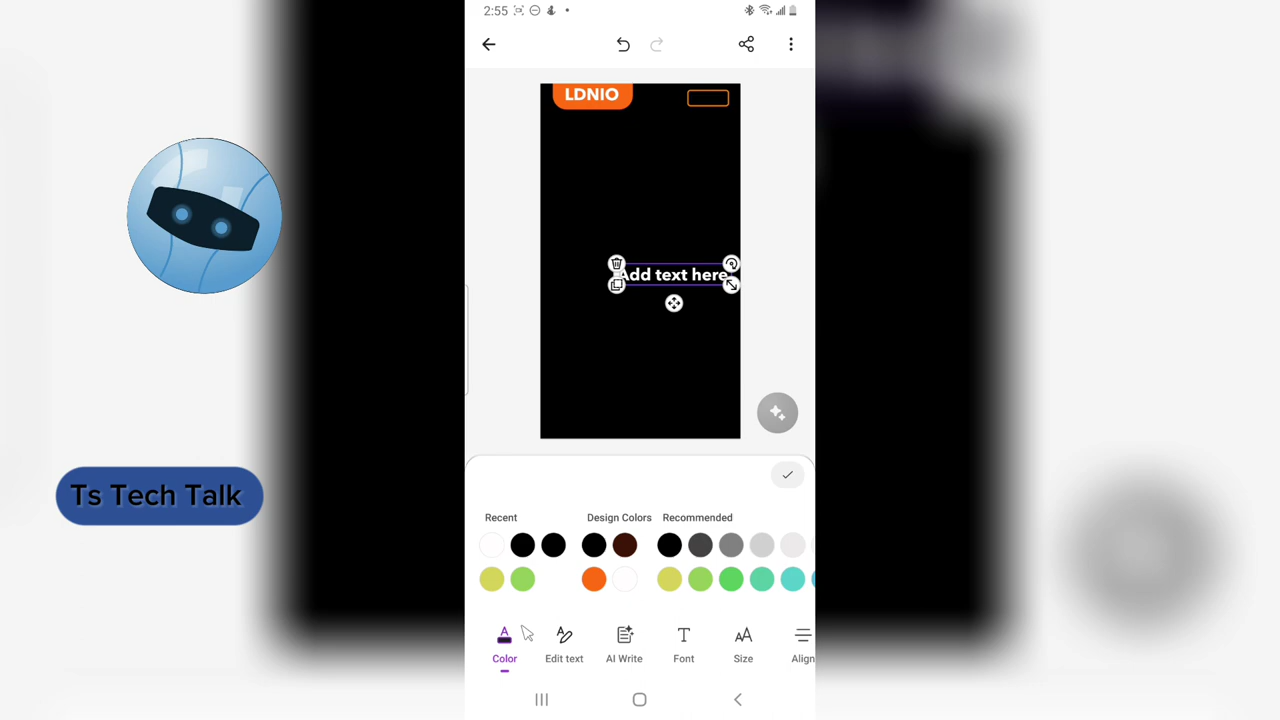 2:55
LDNIO
Add text here
Ts Tech Talk
Recent
Design Colors
Recommended
Color
Edit text
AI Write
Font
Size
Align